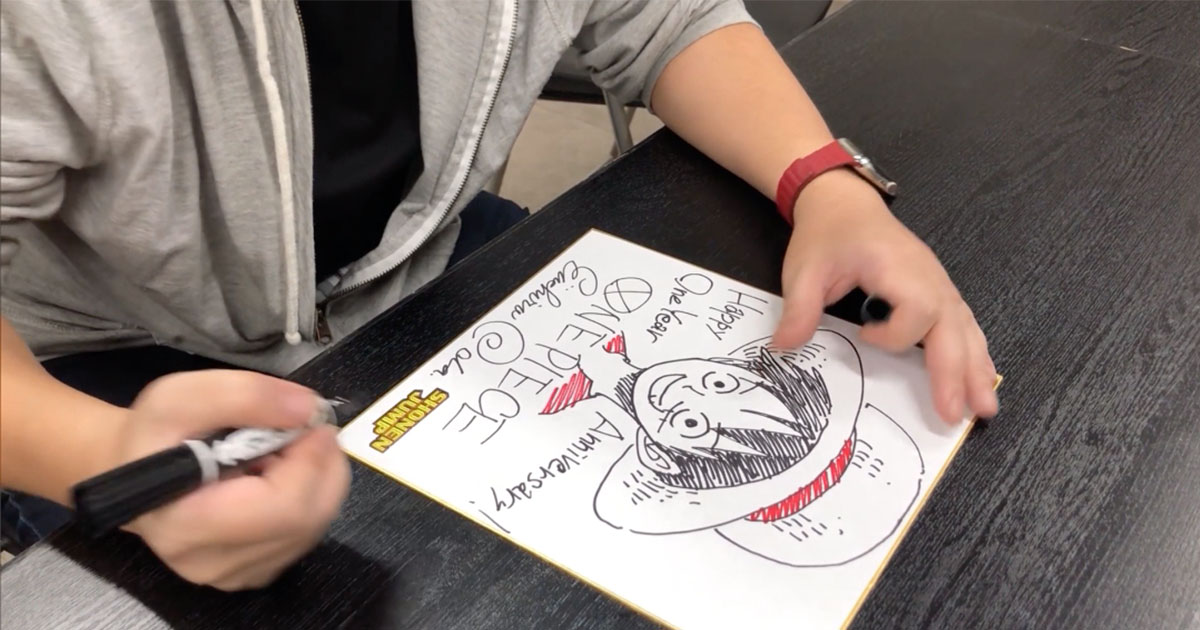 Happy
One Year
Anniversary!
ONE PIECE
Eiichiro Oda.
SHONEN
JUMP